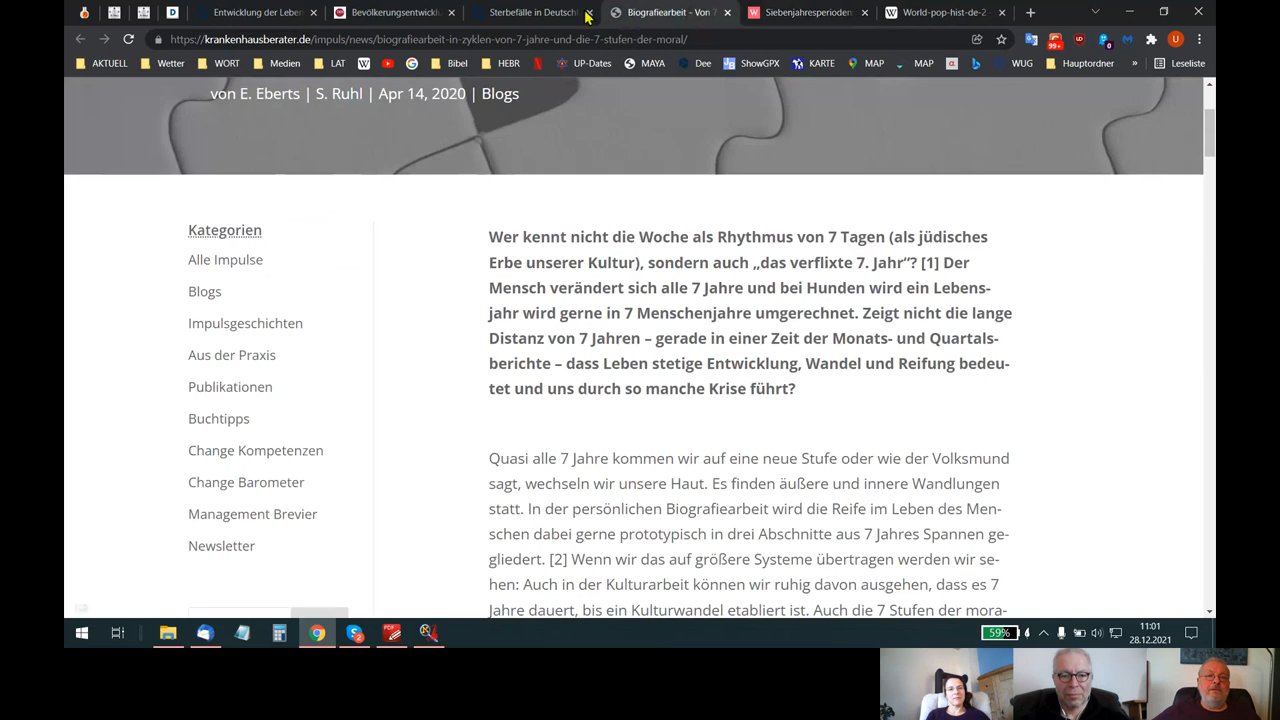 Entwicklung der Leben
Bevölkerungsentwickl
Sterbefälle in Deutschl
Biografiearbeit - Von 7
Siebenjahresperioden
World-pop-hist-de-2 -
https://krankenhausberater.de/impuls/news/biografiearbeit-in-zyklen-von-7-jahre-und-die-7-stufen-der-moral/
99+
0
U
AKTUELL
Wetter
WORT
Medien
LAT
Bibel
HEBR
UP-Dates
MAYA
Dee
ShowGPX
KARTE
MAP
MAP
WUG
Hauptordner
»
Leseliste
von E. Eberts | S. Ruhl | Apr 14, 2020 | Blogs
Kategorien
Alle Impulse
Blogs
Impulsgeschichten
Aus der Praxis
Publikationen
Buchtipps
Change Kompetenzen
Change Barometer
Management Brevier
Newsletter
Wer kennt nicht die Woche als Rhythmus von 7 Tagen (als jüdisches
Erbe unserer Kultur), sondern auch „das verflixte 7. Jahr“? [1] Der
Mensch verändert sich alle 7 Jahre und bei Hunden wird ein Lebens-
jahr wird gerne in 7 Menschenjahre umgerechnet. Zeigt nicht die lange
Distanz von 7 Jahren – gerade in einer Zeit der Monats- und Quartals-
berichte – dass Leben stetige Entwicklung, Wandel und Reifung bedeu-
tet und uns durch so manche Krise führt?
Quasi alle 7 Jahre kommen wir auf eine neue Stufe oder wie der Volksmund
sagt, wechseln wir unsere Haut. Es finden äußere und innere Wandlungen
statt. In der persönlichen Biografiearbeit wird die Reife im Leben des Men-
schen dabei gerne prototypisch in drei Abschnitte aus 7 Jahres Spannen ge-
gliedert. [2] Wenn wir das auf größere Systeme übertragen werden wir se-
hen: Auch in der Kulturarbeit können wir ruhig davon ausgehen, dass es 7
Jahre dauert, bis ein Kulturwandel etabliert ist. Auch die 7 Stufen der mora-
59%
11:01
28.12.2021